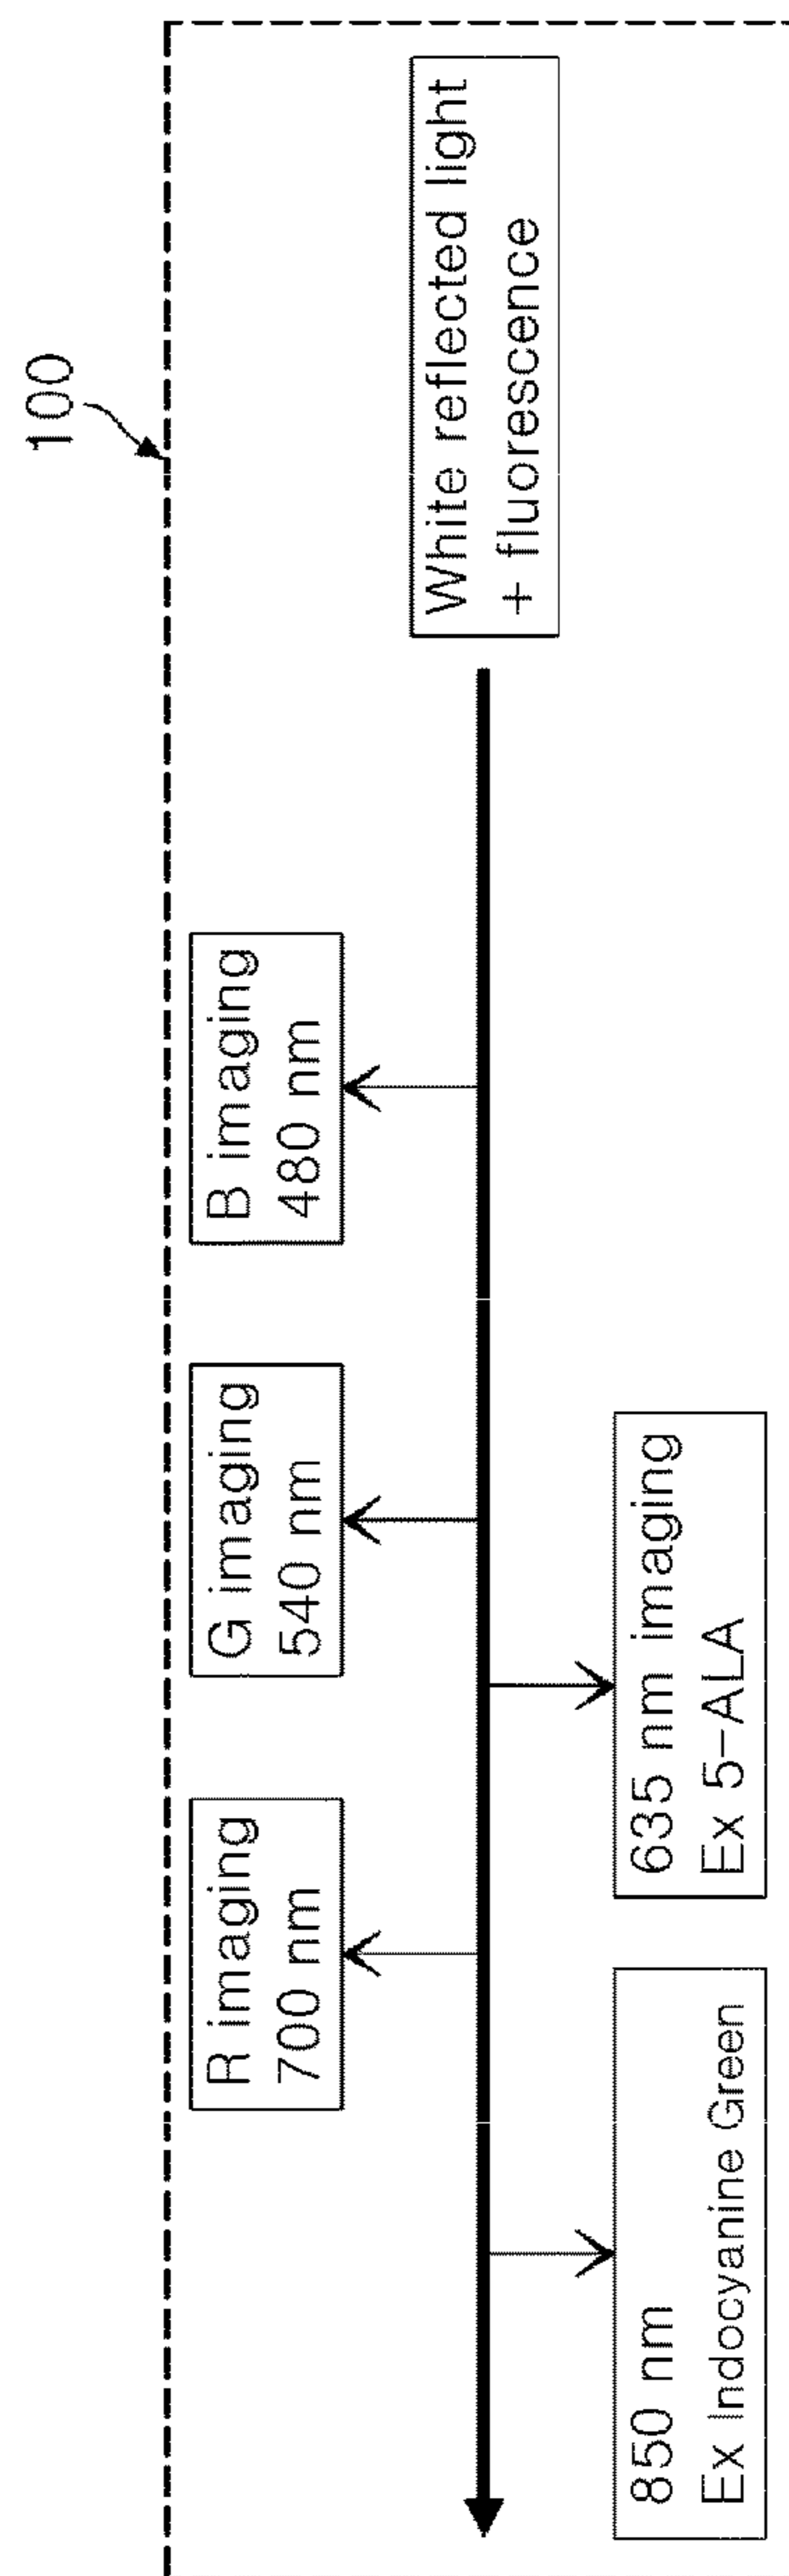 100
White reflected light
+ fluorescence
B imaging
480 nm
G imaging
540 nm
R imaging
700 nm
635 nm imaging
Ex 5-ALA
850 nm
Ex Indocyanine Green